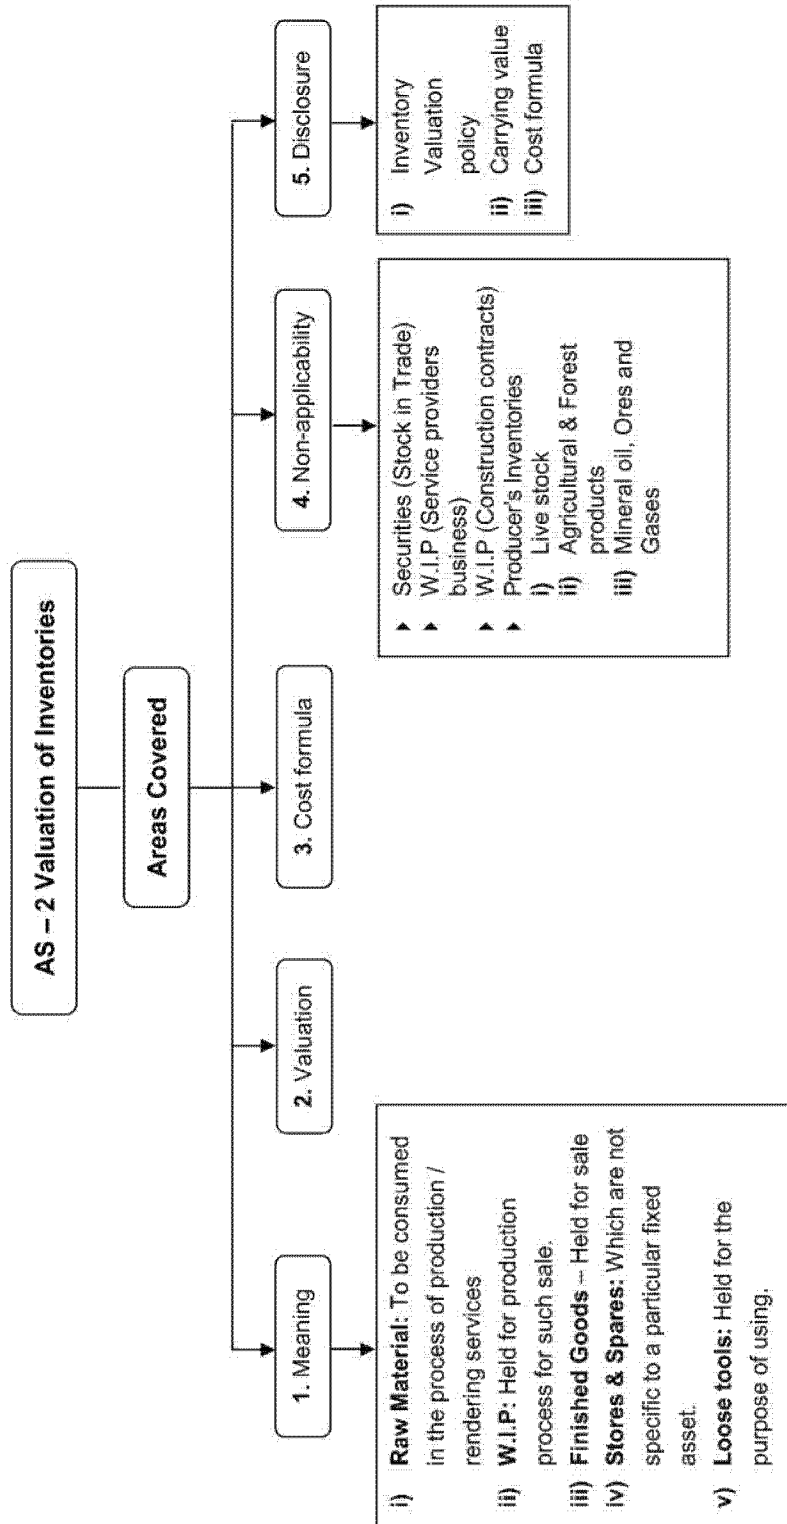 AS – 2 Valuation of Inventories
Areas Covered
1. Meaning
2. Valuation
3. Cost formula
4. Non-applicability
5. Disclosure
i) Raw Material: To be consumed
in the process of production /
rendering services
ii) W.I.P: Held for production
process for such sale.
iii) Finished Goods – Held for sale
iv) Stores & Spares: Which are not
specific to a particular fixed
asset.
v) Loose tools: Held for the
purpose of using.
▸ Securities (Stock in Trade)
▸ W.I.P (Service providers
business)
▸ W.I.P (Construction contracts)
▸ Producer's Inventories
i) Live stock
ii) Agricultural & Forest
products
iii) Mineral oil, Ores and
Gases
i) Inventory
Valuation
policy
ii) Carrying value
iii) Cost formula